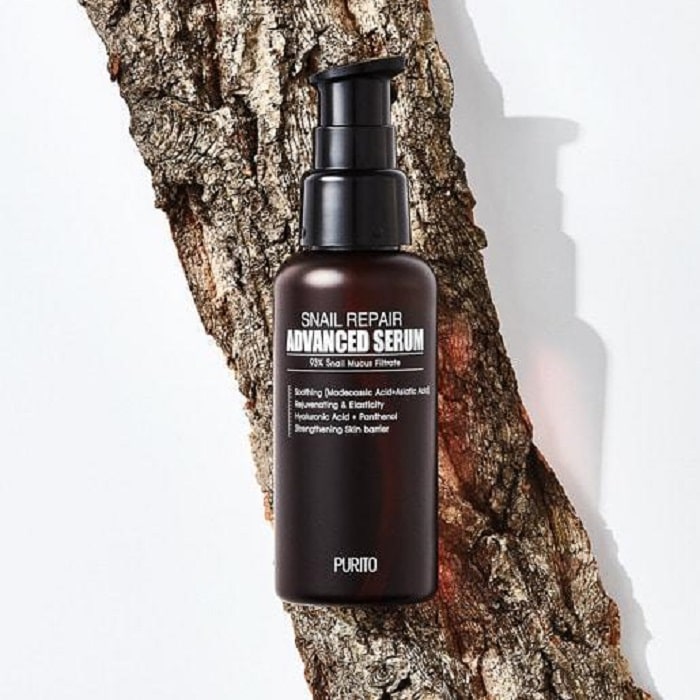 SNAIL REPAIR
ADVANCED SERUM
93% Snail Mucus Filtrate
Soothing (Madecassic Acid+Asiatic Acid)
Rejuvenating & Elasticity
Hyaluronic Acid + Panthenol
Strengthening Skin barrier
PURITO